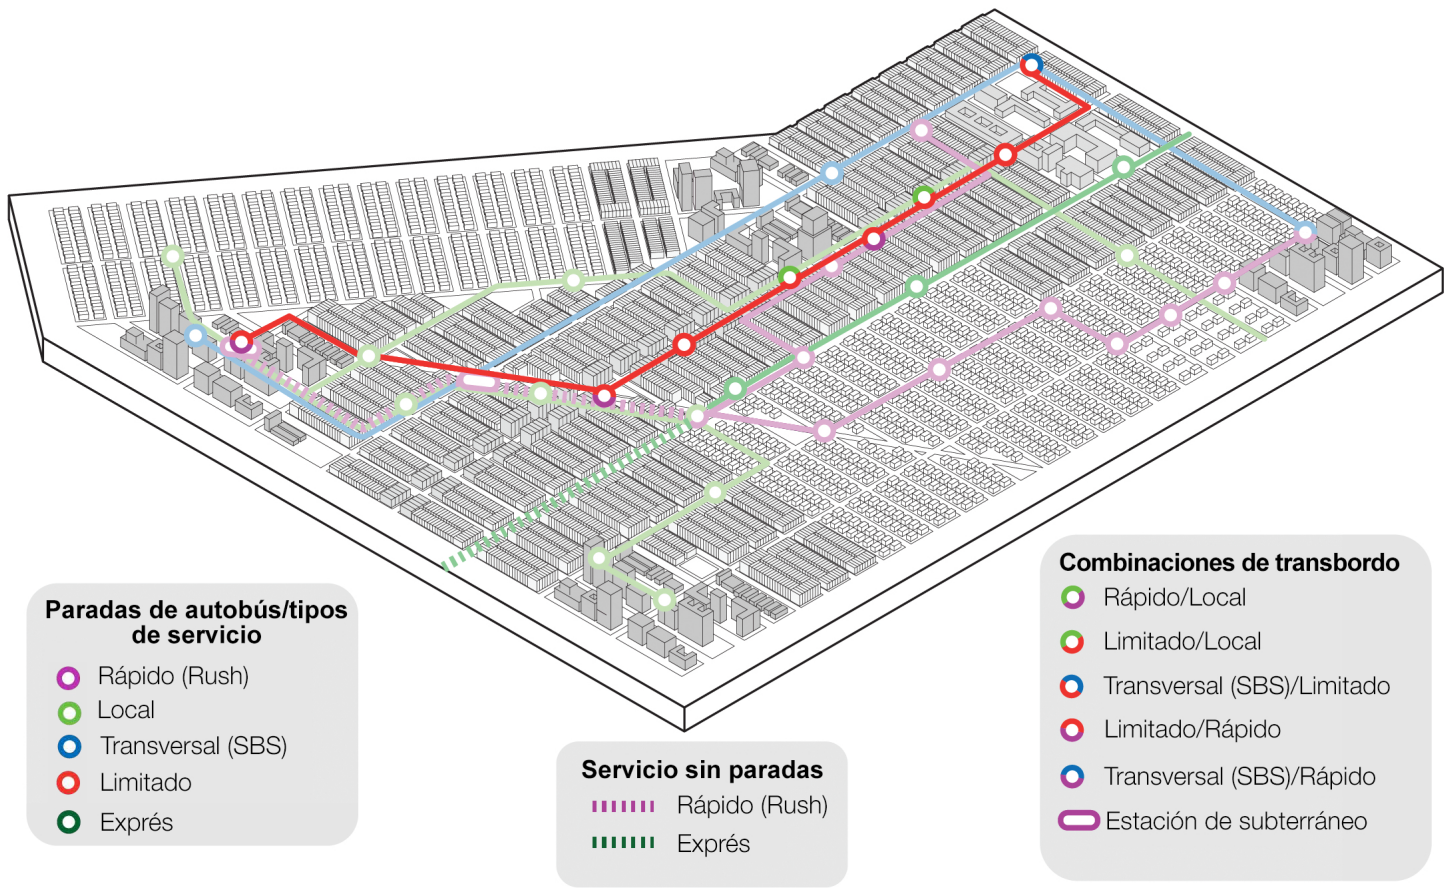 Paradas de autobús/tipos
de servicio
Rápido (Rush)
Local
Transversal (SBS)
Limitado
Exprés
Servicio sin paradas
Rápido (Rush)
Exprés
Combinaciones de transbordo
Rápido/Local
Limitado/Local
Transversal (SBS)/Limitado
Limitado/Rápido
Transversal (SBS)/Rápido
Estación de subterráneo